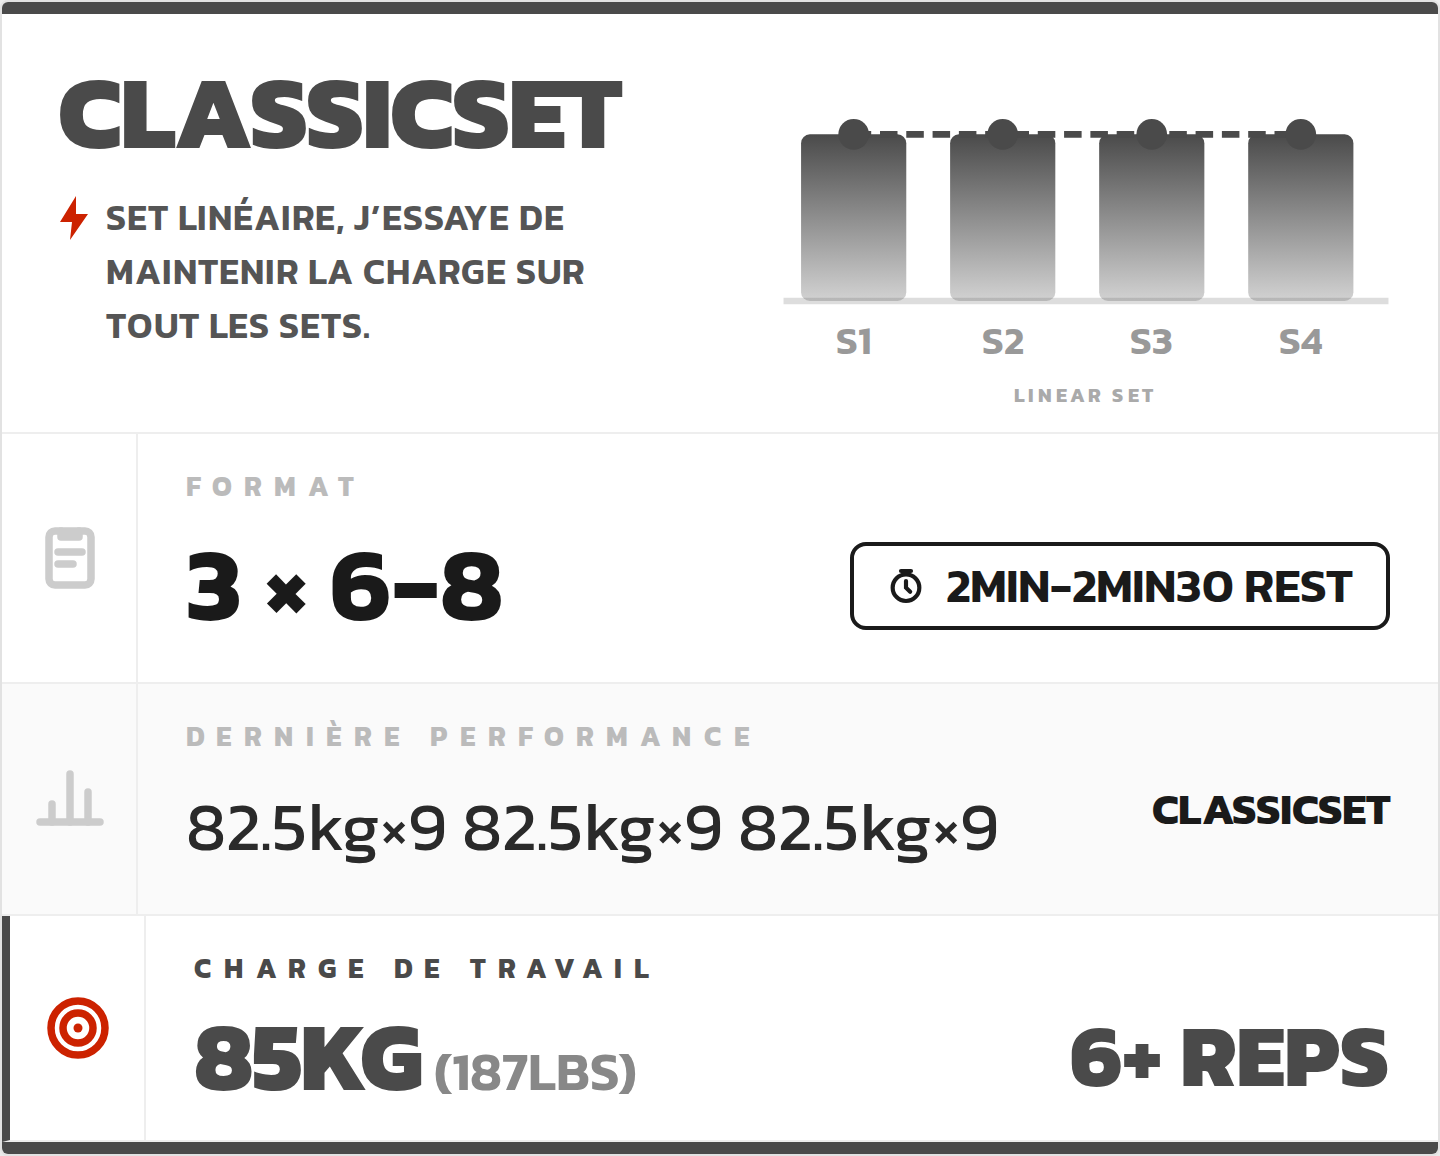 CLASSICSET
SET LINÉAIRE, J’ESSAYE DE
MAINTENIR LA CHARGE SUR
TOUT LES SETS.
S1 S2 S3 S4
LINEAR SET
FORMAT
3 × 6–8
2MIN–2MIN30 REST
DERNIÈRE PERFORMANCE
82.5kg×9 82.5kg×9 82.5kg×9
CLASSICSET
CHARGE DE TRAVAIL
85KG (187LBS)
6+ REPS